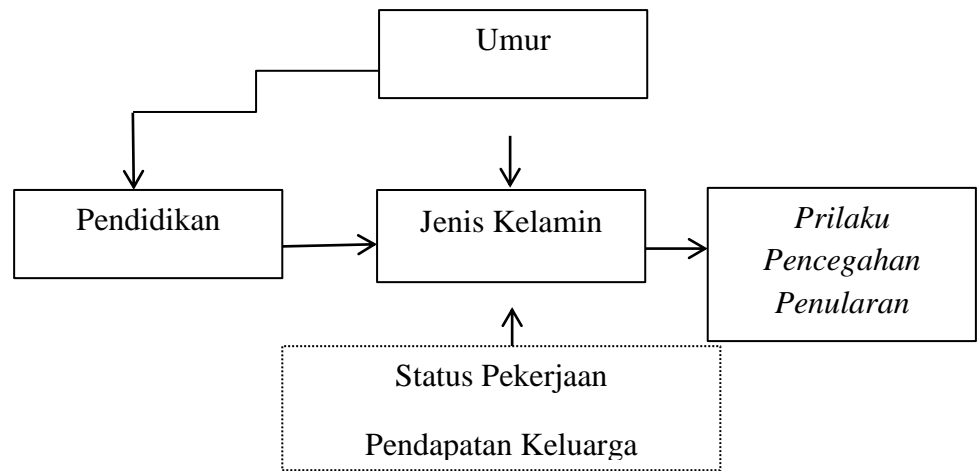 Umur
Pendidikan
Jenis Kelamin
Prilaku
Pencegahan
Penularan
Status Pekerjaan
Pendapatan Keluarga